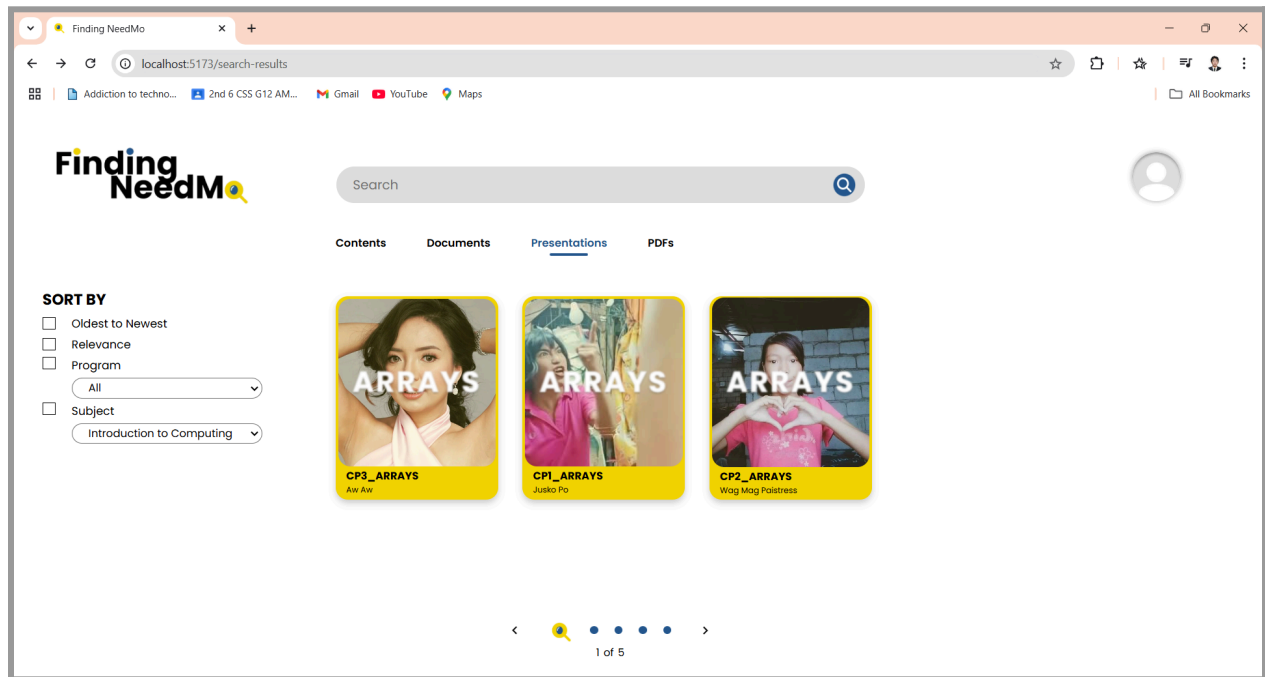 Finding NeedMo
localhost:5173/search-results
Addiction to techno... 2nd 6 CSS G12 AM... Gmail YouTube Maps All Bookmarks
Finding
NeedMo
Search
Contents Documents Presentations PDFs
SORT BY
Oldest to Newest
Relevance
Program
All
Subject
Introduction to Computing
ARRAYS ARRAYS ARRAYS
CP3_ARRAYS CP1_ARRAYS CP2_ARRAYS
Aw Aw Jusko Po Wag Mag Paistress
1 of 5